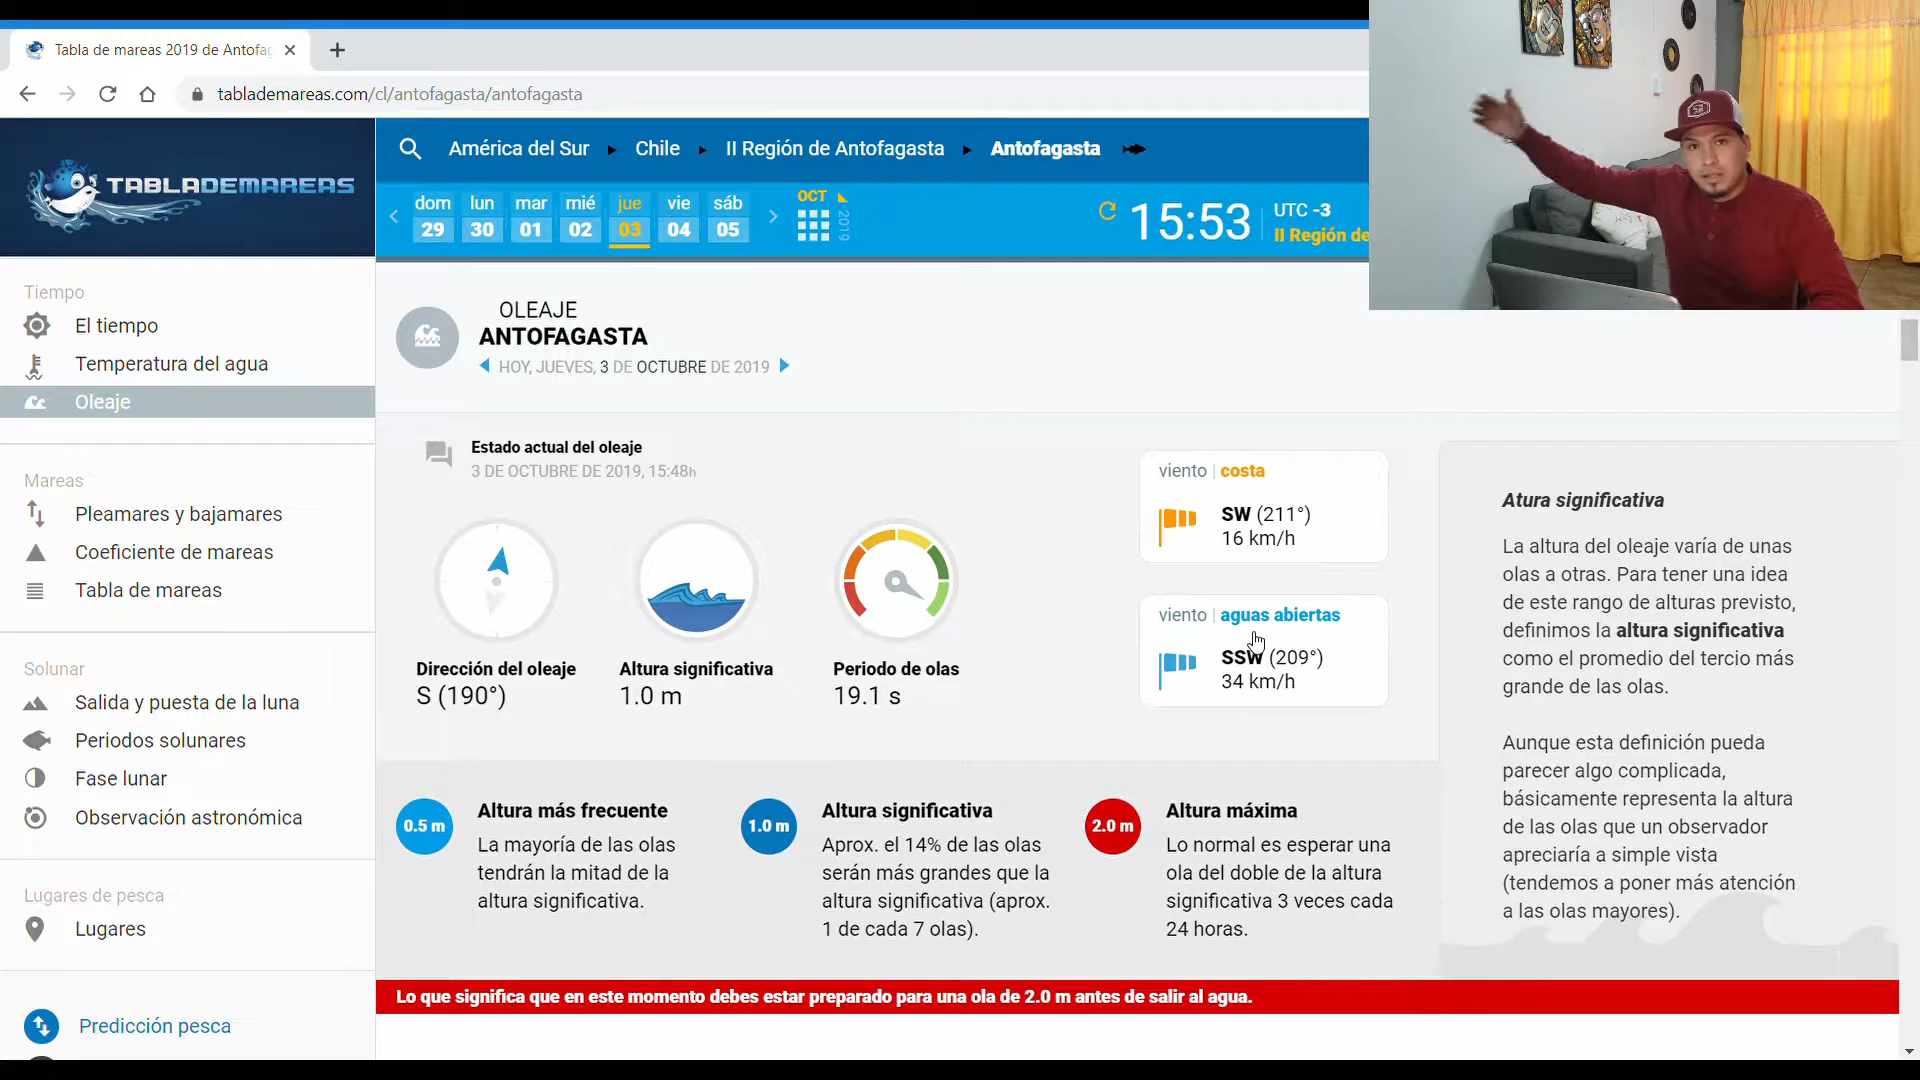 Tabla de mareas 2019 de Antofag
tablademareas.com/cl/antofagasta/antofagasta
TABLADEMAREAS
América del Sur
Chile
II Región de Antofagasta
Antofagasta
dom
29
lun
30
mar
01
mié
02
jue
03
vie
04
sáb
05
OCT
2019
15:53
UTC -3
II Región de
Tiempo
El tiempo
Temperatura del agua
Oleaje
Mareas
Pleamares y bajamares
Coeficiente de mareas
Tabla de mareas
Solunar
Salida y puesta de la luna
Periodos solunares
Fase lunar
Observación astronómica
Lugares de pesca
Lugares
Predicción pesca
OLEAJE
ANTOFAGASTA
HOY, JUEVES, 3 DE OCTUBRE DE 2019
Estado actual del oleaje
3 DE OCTUBRE DE 2019, 15:48h
Dirección del oleaje
S (190°)
Altura significativa
1.0 m
Periodo de olas
19.1 s
viento | costa
SW (211°)
16 km/h
viento | aguas abiertas
SSW (209°)
34 km/h
0.5 m
Altura más frecuente
La mayoría de las olas
tendrán la mitad de la
altura significativa.
1.0 m
Altura significativa
Aprox. el 14% de las olas
serán más grandes que la
altura significativa (aprox.
1 de cada 7 olas).
2.0 m
Altura máxima
Lo normal es esperar una
ola del doble de la altura
significativa 3 veces cada
24 horas.
Atura significativa
La altura del oleaje varía de unas
olas a otras. Para tener una idea
de este rango de alturas previsto,
definimos la altura significativa
como el promedio del tercio más
grande de las olas.
Aunque esta definición pueda
parecer algo complicada,
básicamente representa la altura
de las olas que un observador
apreciaría a simple vista
(tendemos a poner más atención
a las olas mayores).
Lo que significa que en este momento debes estar preparado para una ola de 2.0 m antes de salir al agua.